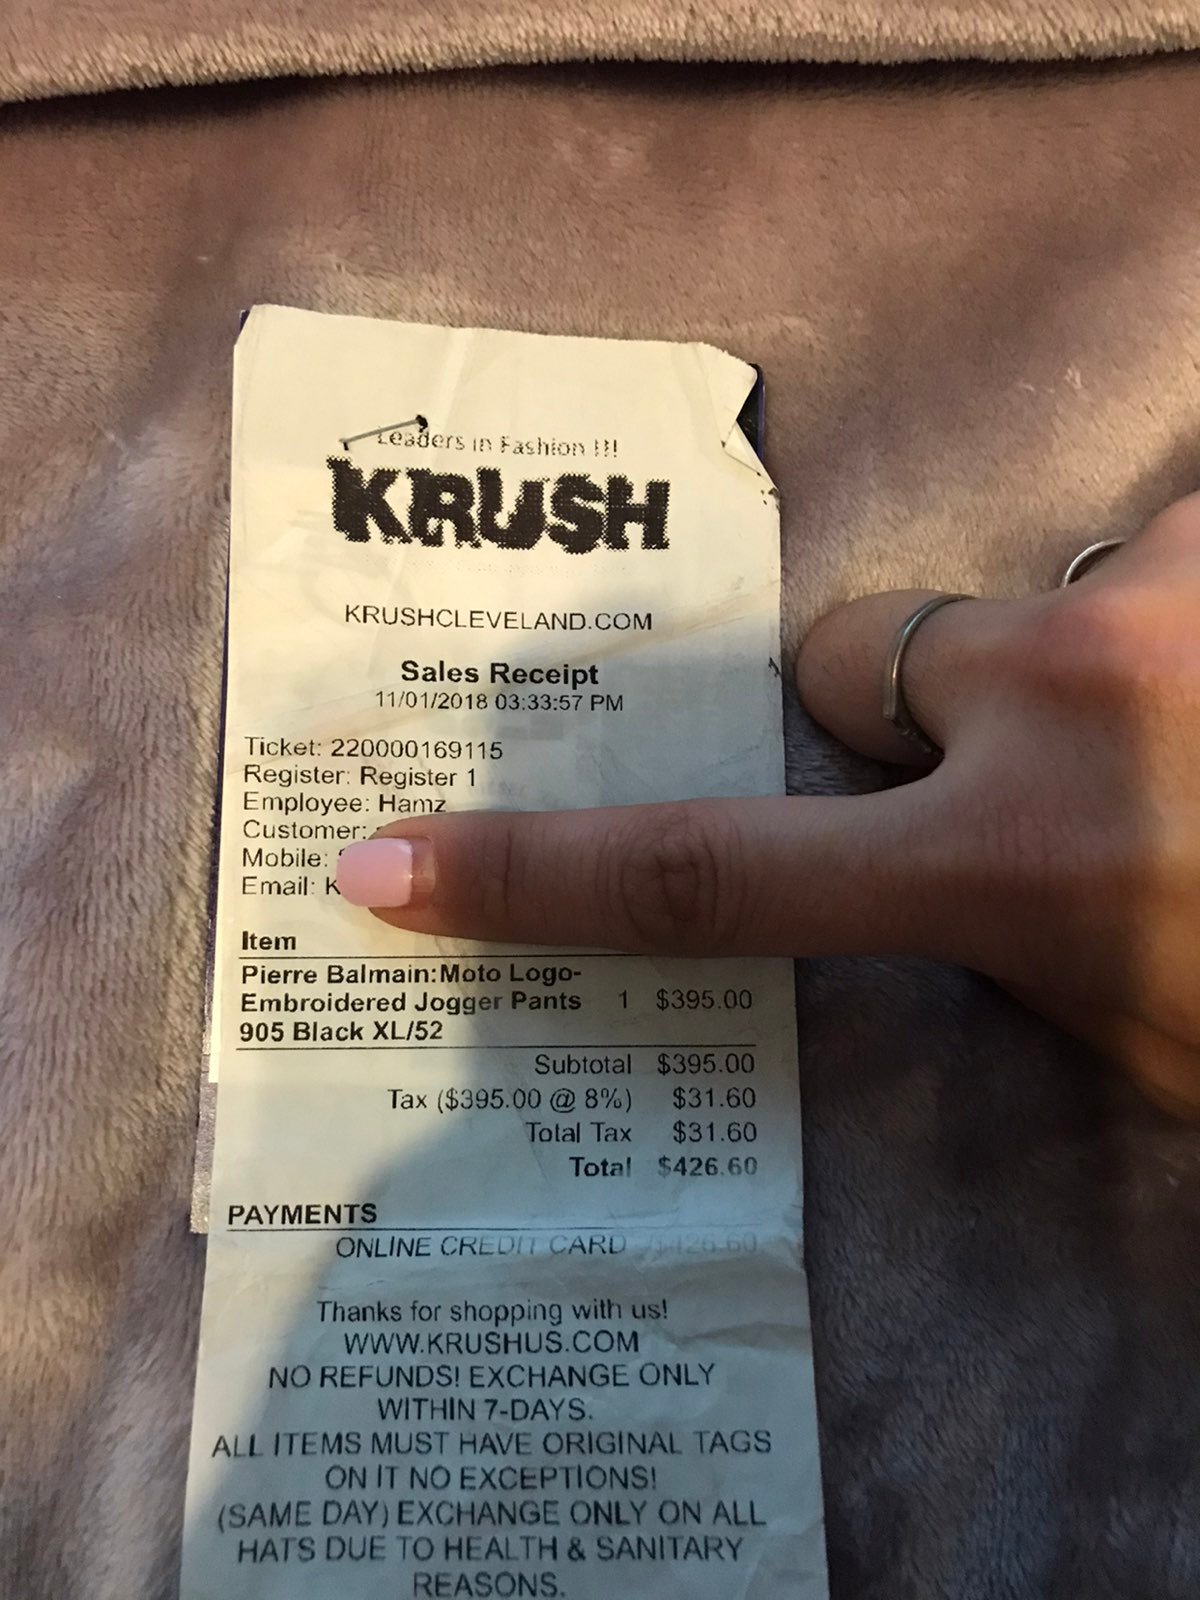 Leaders in Fashion !!!
KRUSH
KRUSHCLEVELAND.COM
Sales Receipt
11/01/2018 03:33:57 PM
Ticket: 220000169115
Register: Register 1
Employee: Hamz
Customer:
Mobile:
Email: K
Item
Pierre Balmain:Moto Logo-
Embroidered Jogger Pants 1 $395.00
905 Black XL/52
Subtotal $395.00
Tax ($395.00 @ 8%) $31.60
Total Tax $31.60
Total $426.60
PAYMENTS
ONLINE CREDIT CARD $426.60
Thanks for shopping with us!
WWW.KRUSHUS.COM
NO REFUNDS! EXCHANGE ONLY
WITHIN 7-DAYS.
ALL ITEMS MUST HAVE ORIGINAL TAGS
ON IT NO EXCEPTIONS!
(SAME DAY) EXCHANGE ONLY ON ALL
HATS DUE TO HEALTH & SANITARY
REASONS.